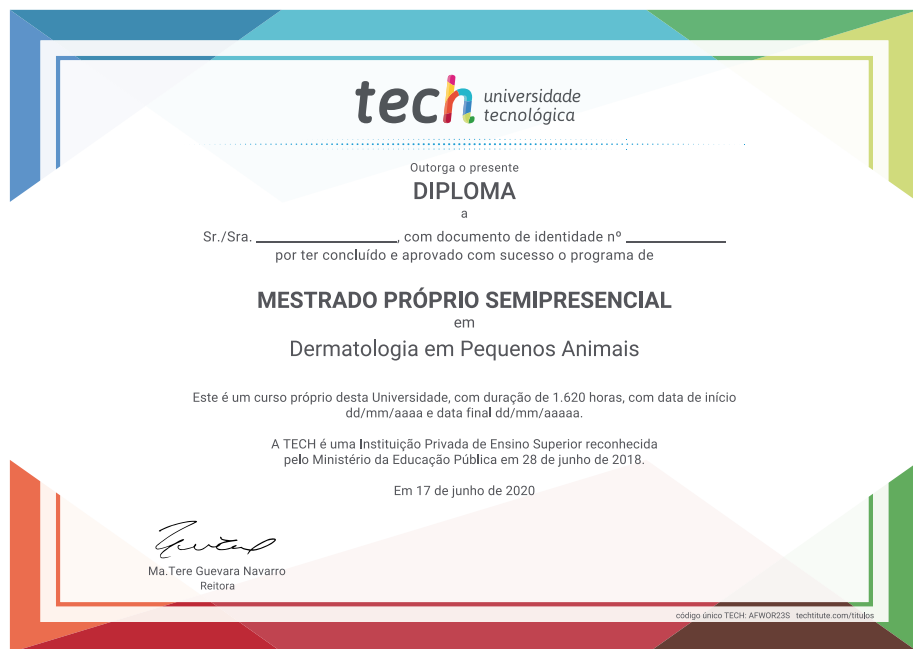 tech universidade
tecnológica
Outorga o presente
DIPLOMA
a
Sr./Sra. ____________________, com documento de identidade nº ______________
por ter concluído e aprovado com sucesso o programa de
MESTRADO PRÓPRIO SEMIPRESENCIAL
em
Dermatologia em Pequenos Animais
Este é um curso próprio desta Universidade, com duração de 1.620 horas, com data de início
dd/mm/aaaa e data final dd/mm/aaaaa.
A TECH é uma Instituição Privada de Ensino Superior reconhecida
pelo Ministério da Educação Pública em 28 de junho de 2018.
Em 17 de junho de 2020
Ma.Tere Guevara Navarro
Reitora
código único TECH: AFWOR23S techtitute.com/titulos